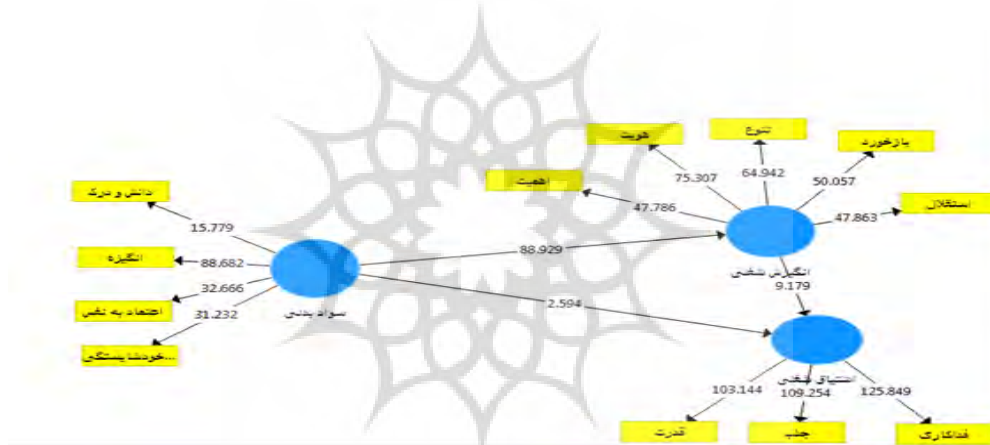 هویت
تنوع
بازخورد
اهمیت
استقلال
75.307
64.942
50.057
47.786
47.863
دانش و درک
انگیزه
اعتماد به نفس
خودشایستگی...
15.779
88.682
32.666
31.232
سواد بدنی
88.929
2.594
انگیزش شغلی
9.179
اشتیاق شغلی
103.144
109.254
125.849
قدرت
جذب
فداکاری